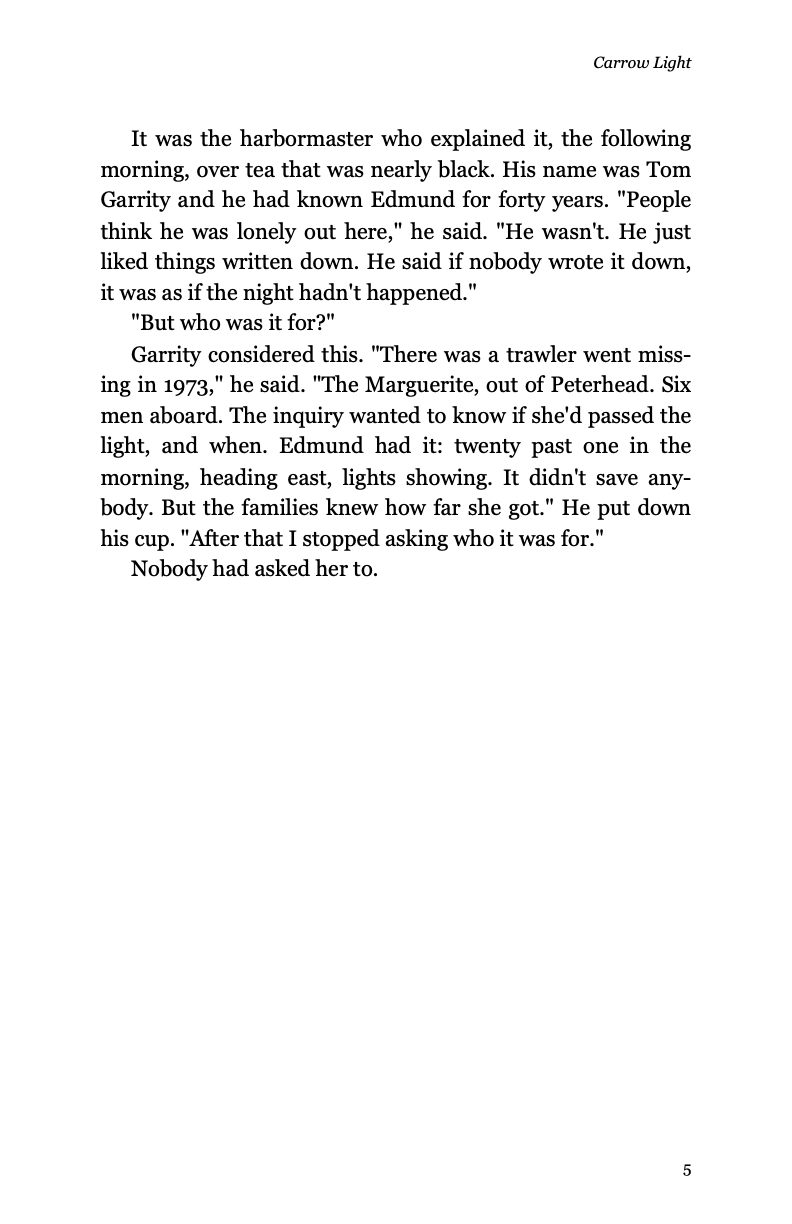 Carrow Light
It was the harbormaster who explained it, the following
morning, over tea that was nearly black. His name was Tom
Garrity and he had known Edmund for forty years. "People
think he was lonely out here," he said. "He wasn't. He just
liked things written down. He said if nobody wrote it down,
it was as if the night hadn't happened."
"But who was it for?"
Garrity considered this. "There was a trawler went miss-
ing in 1973," he said. "The Marguerite, out of Peterhead. Six
men aboard. The inquiry wanted to know if she'd passed the
light, and when. Edmund had it: twenty past one in the
morning, heading east, lights showing. It didn't save any-
body. But the families knew how far she got." He put down
his cup. "After that I stopped asking who it was for."
Nobody had asked her to.
5